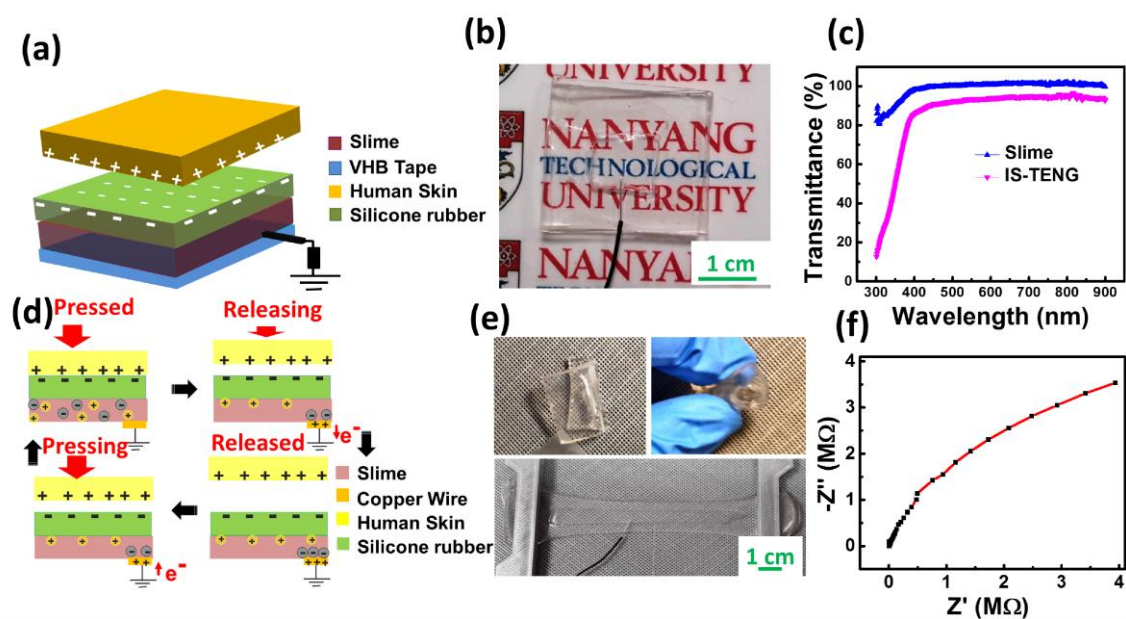 (a)
Slime
VHB Tape
Human Skin
Silicone rubber
(b)
UNIVERSITY
NANYANG
TECHNOLOGICAL
UNIVERSITY
NANYA
1 cm
(c)
Transmittance (%)
100
80
60
40
20
0
Slime
IS-TENG
300 400 500 600 700 800 900
Wavelength (nm)
(d)
Pressed
Releasing
e-
Pressing
Released
e-
Slime
Copper Wire
Human Skin
Silicone rubber
(e)
1 cm
(f)
-Z'' (MΩ)
4
3
2
1
0
0 1 2 3 4
Z' (MΩ)